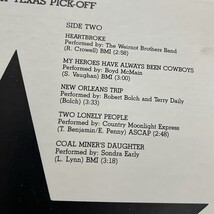 TEXAS PICK-OFF
SIDE TWO
HEARTBROKE
Performed by: The Weirnot Brothers Band
(R. Crowell) BMI (2:58)
MY HEROES HAVE ALWAYS BEEN COWBOYS
Performed by: Boyd McMain
(S. Vaughan) BMI (3:00)
NEW ORLEANS TRIP
Performed by: Robert Bolch and Terry Daily
(Bolch) (3:33)
TWO LONELY PEOPLE
Performed by: Country Moonlight Express
(T. Benjamin/E. Penny) ASCAP (2:48)
COAL MINER'S DAUGHTER
Performed by: Sondra Early
(L. Lynn) BMI (3:18)